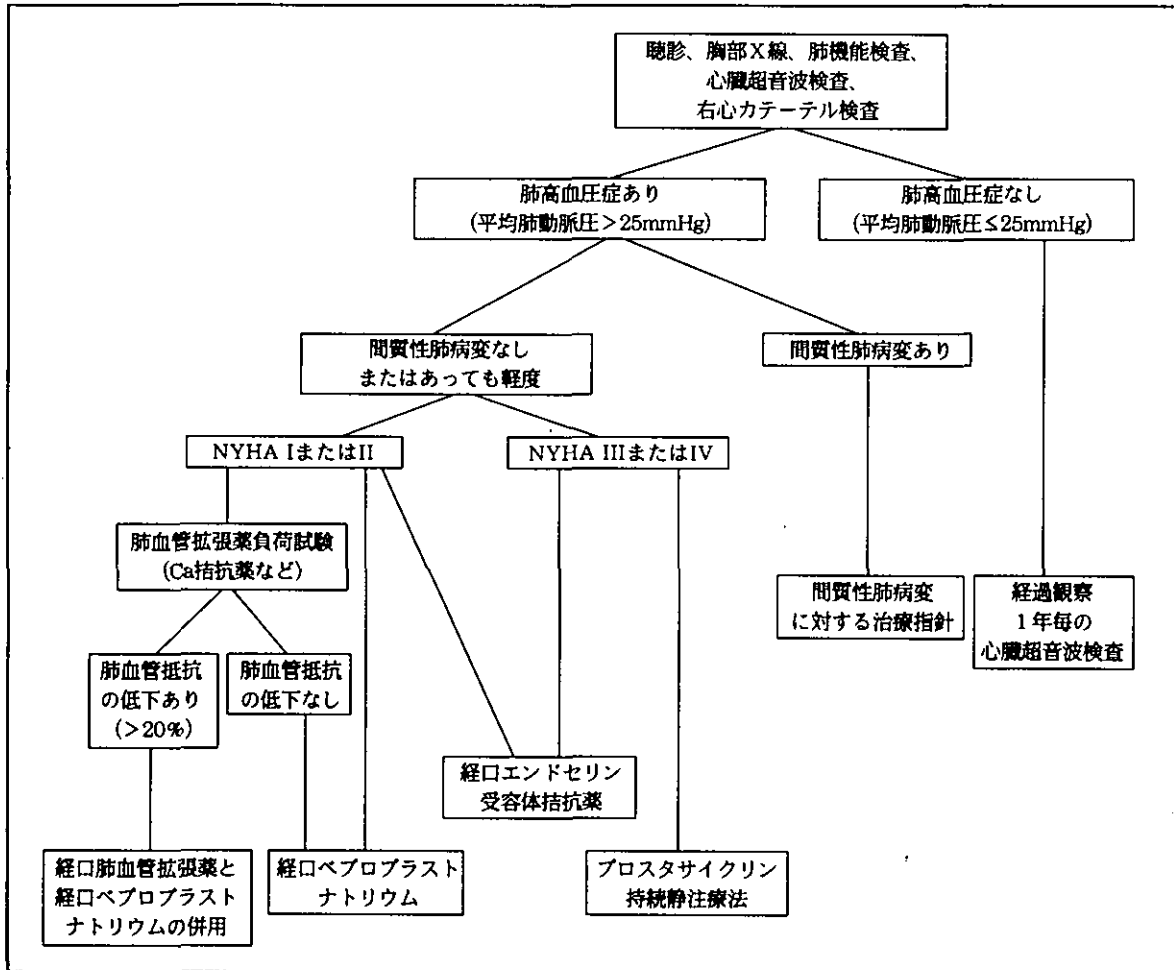 聴診、胸部X線、肺機能検査、
心臓超音波検査、
右心カテーテル検査
肺高血圧症あり
(平均肺動脈圧>25mmHg)
肺高血圧症なし
(平均肺動脈圧≦25mmHg)
間質性肺病変なし
またはあっても軽度
間質性肺病変あり
NYHA IまたはII
NYHA IIIまたはIV
肺血管拡張薬負荷試験
(Ca拮抗薬など)
間質性肺病変
に対する治療指針
経過観察
1年毎の
心臓超音波検査
肺血管抵抗
の低下あり
(>20%)
肺血管抵抗
の低下なし
経口エンドセリン
受容体拮抗薬
経口肺血管拡張薬と
経口ベプロプラスト
ナトリウムの併用
経口ベプロプラスト
ナトリウム
プロスタサイクリン
持続静注療法